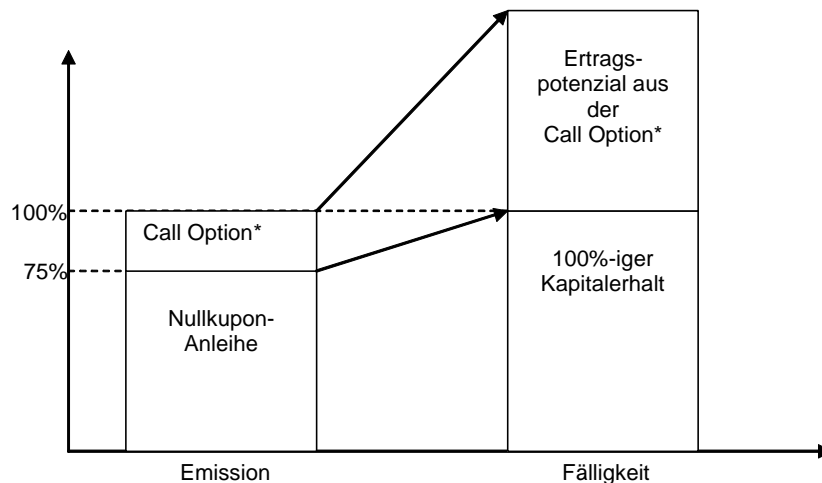 Ertrags-
potenzial aus
der
Call Option*
100%
Call Option*
75%
100%-iger
Kapitalerhalt
Nullkupon-
Anleihe
Emission
Fälligkeit